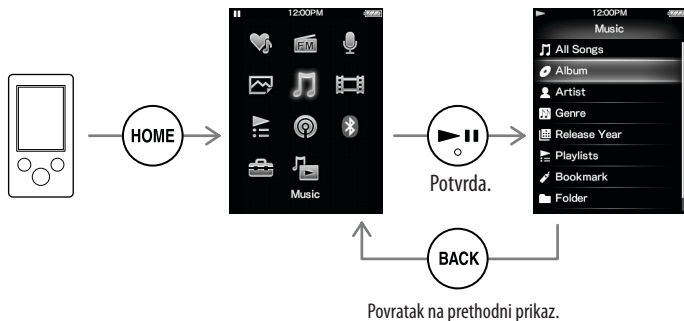 12:00PM
FM
Music
HOME
Potvrda.
12:00PM
Music
All Songs
Album
Artist
Genre
Release Year
Playlists
Bookmark
Folder
BACK
Povratak na prethodni prikaz.